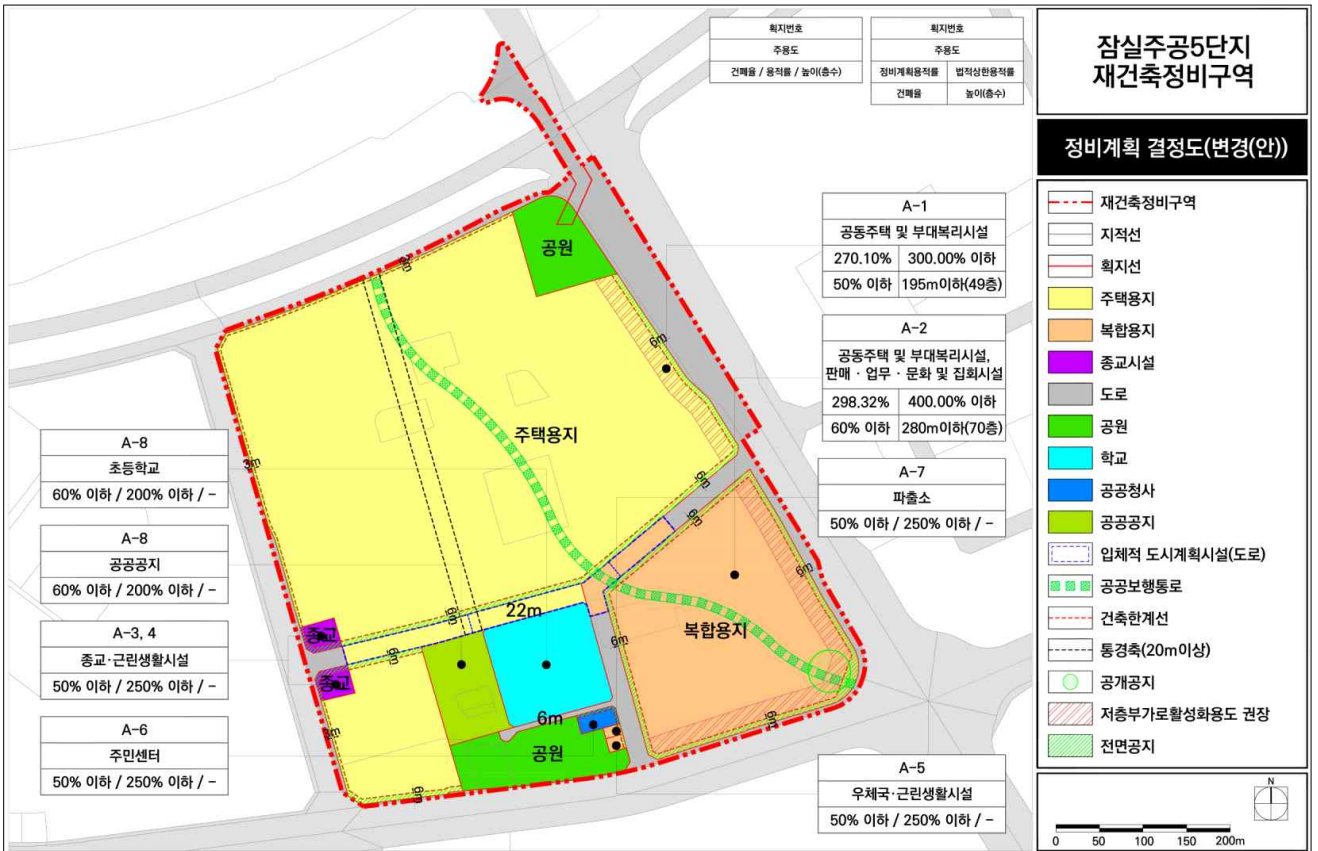 획지번호
주용도
건폐율 / 용적률 / 높이(층수)
획지번호
주용도
정비계획용적률 법적상한용적률
건폐율 높이(층수)
잠실주공5단지
재건축정비구역
정비계획 결정도(변경(안))
재건축정비구역
지적선
획지선
주택용지
복합용지
종교시설
도로
공원
학교
공공청사
공공공지
입체적 도시계획시설(도로)
공공보행통로
건축한계선
통경축(20m이상)
공개공지
저층부가로활성화용도 권장
전면공지
N
0 50 100 150 200m
A-1
공동주택 및 부대복리시설
270.10% 300.00% 이하
50% 이하 195m이하(49층)
A-2
공동주택 및 부대복리시설,
판매 · 업무 · 문화 및 집회시설
298.32% 400.00% 이하
60% 이하 280m이하(70층)
A-7
파출소
50% 이하 / 250% 이하 / -
A-5
우체국·근린생활시설
50% 이하 / 250% 이하 / -
A-8
초등학교
60% 이하 / 200% 이하 / -
A-8
공공공지
60% 이하 / 200% 이하 / -
A-3, 4
종교·근린생활시설
50% 이하 / 250% 이하 / -
A-6
주민센터
50% 이하 / 250% 이하 / -
공원
3m
6m
주택용지
3m
6m
6m
6m
6m
22m
6m
6m
복합용지
종교
종교
6m
3m
6m
공원
6m
6m